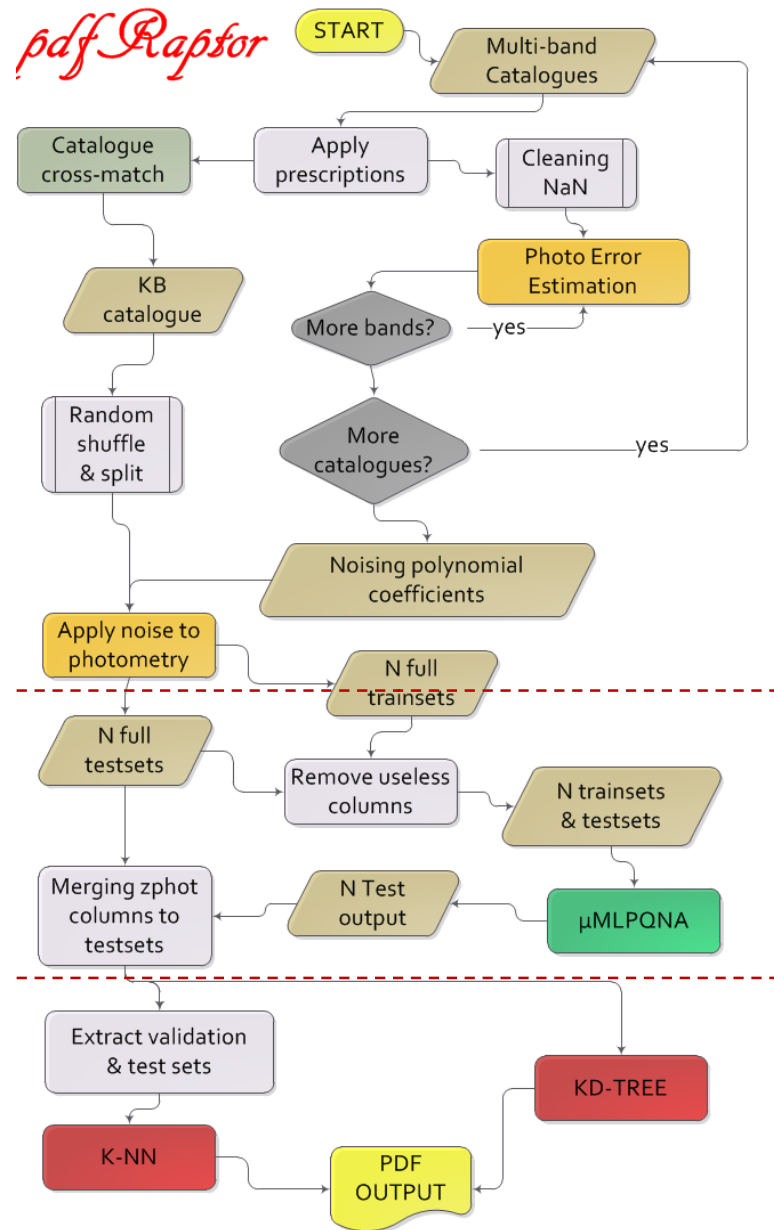 pdf Raptor
START
Multi-band
Catalogues
Catalogue
cross-match
Apply
prescriptions
Cleaning
NaN
KB
catalogue
Photo Error
Estimation
More bands?
yes
Random
shuffle
& split
More
catalogues?
yes
Noising polynomial
coefficients
Apply noise to
photometry
N full
trainsets
N full
testsets
Remove useless
columns
N trainsets
& testsets
Merging zphot
columns to
testsets
N Test
output
µMLPQNA
Extract validation
& test sets
KD-TREE
K-NN
PDF
OUTPUT